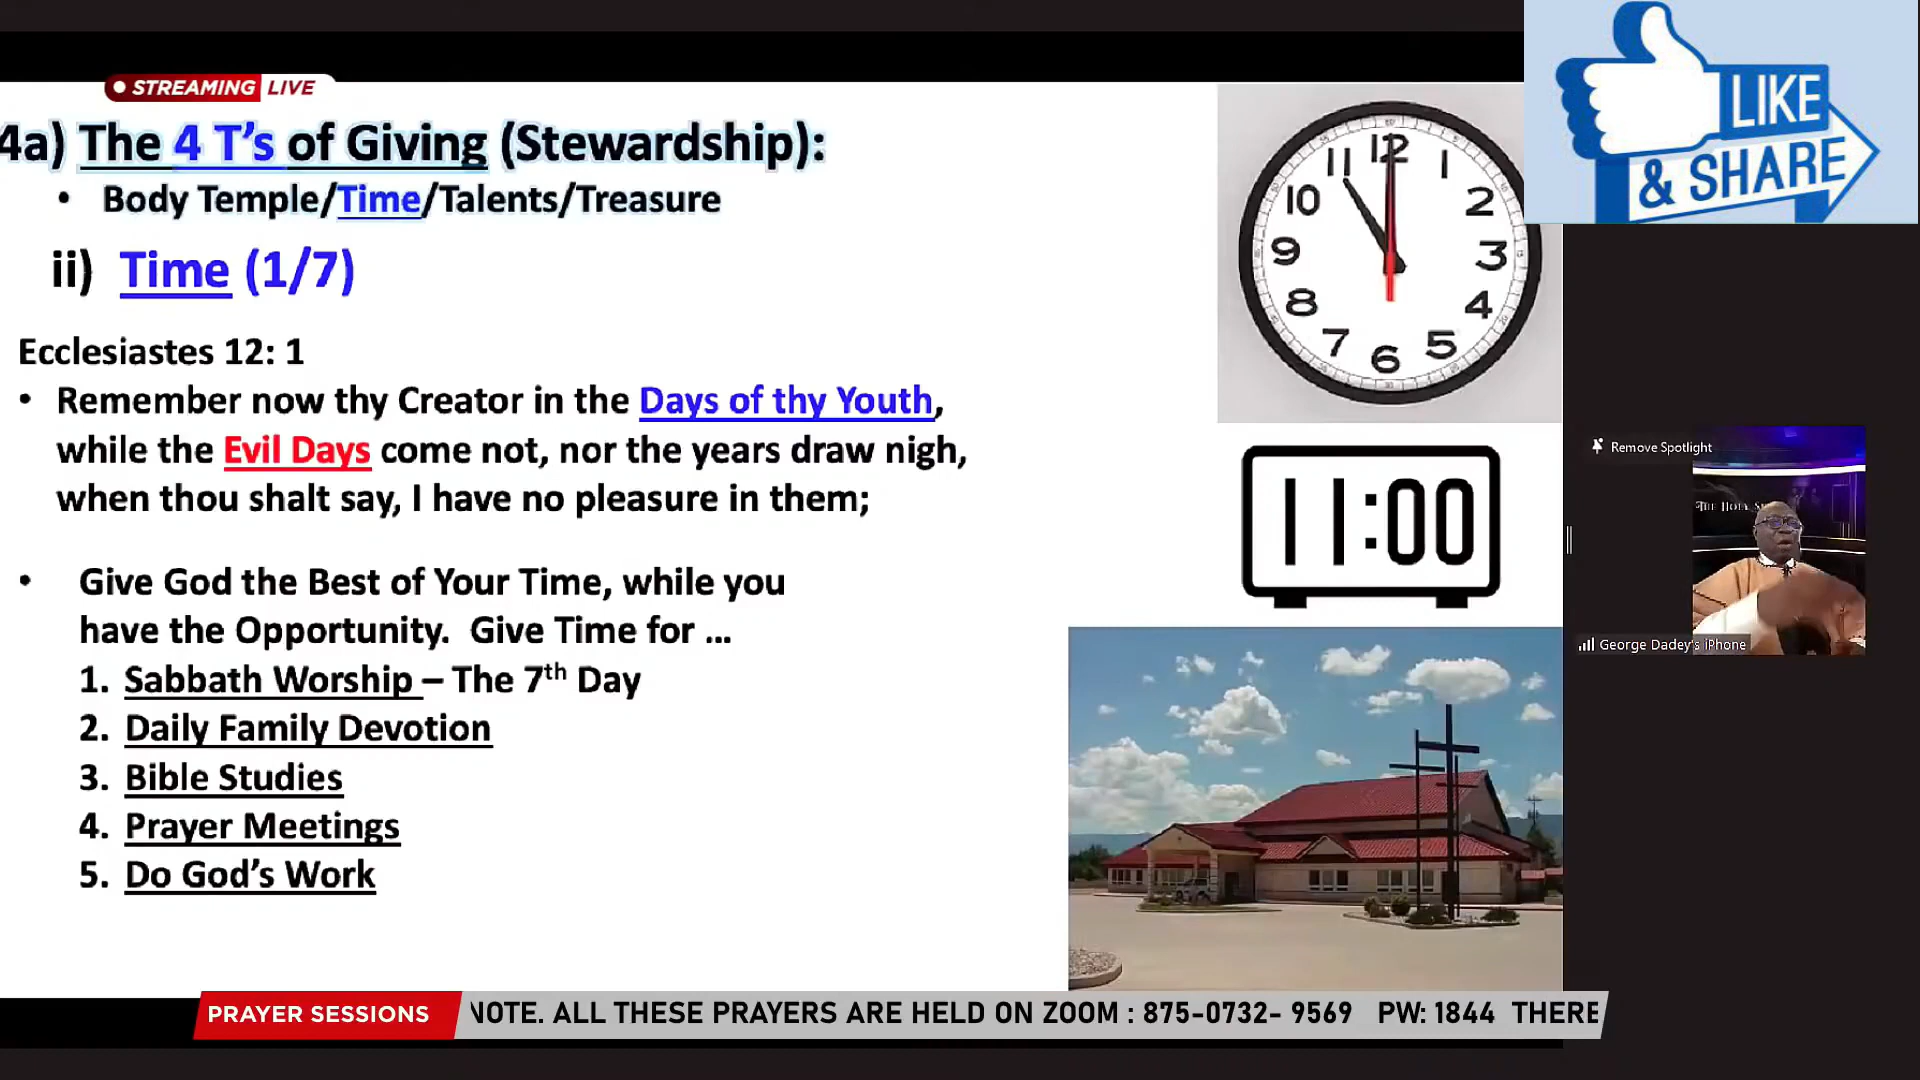 STREAMING LIVE
LIKE
& SHARE
4a) The 4 T's of Giving (Stewardship):
• Body Temple/Time/Talents/Treasure
ii) Time (1/7)
Ecclesiastes 12: 1
• Remember now thy Creator in the Days of thy Youth,
while the Evil Days come not, nor the years draw nigh,
when thou shalt say, I have no pleasure in them;
• Give God the Best of Your Time, while you
have the Opportunity. Give Time for ...
1. Sabbath Worship – The 7th Day
2. Daily Family Devotion
3. Bible Studies
4. Prayer Meetings
5. Do God's Work
12
1
2
3
4
5
6
7
8
9
10
11
11:00
Remove Spotlight
THE HOLY
George Dadey's iPhone
PRAYER SESSIONS
NOTE. ALL THESE PRAYERS ARE HELD ON ZOOM : 875-0732- 9569 PW: 1844 THERE